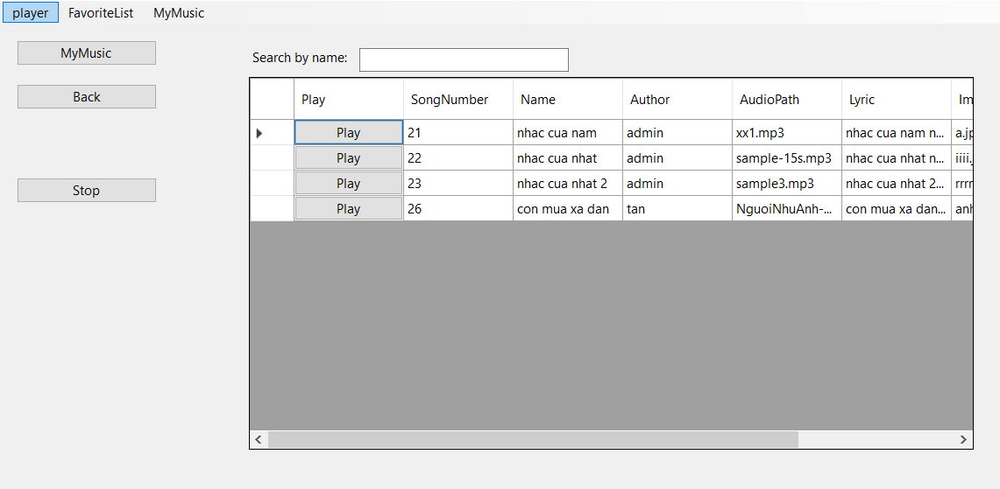 player FavoriteList MyMusic
MyMusic
Back
Stop
Search by name:
Play SongNumber Name Author AudioPath Lyric Im
Play 21 nhac cua nam admin xx1.mp3 nhac cua nam n... a.jp
Play 22 nhac cua nhat admin sample-15s.mp3 nhac cua nhat n... iiii.
Play 23 nhac cua nhat 2 admin sample3.mp3 nhac cua nhat 2... rrrr
Play 26 con mua xa dan tan NguoiNhuAnh-... con mua xa dan... anh